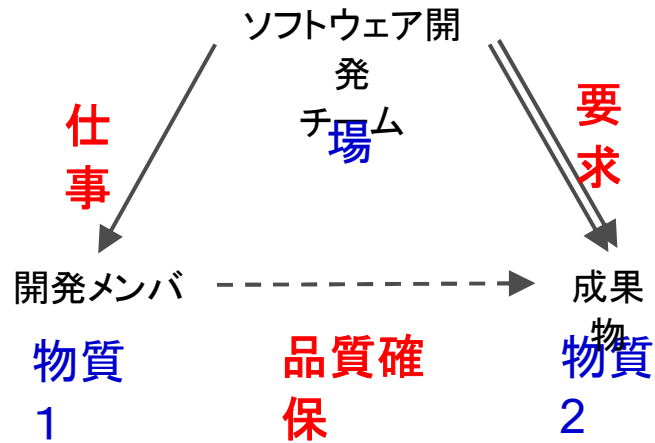 ソフトウェア開
発
チーム
場
仕
事
要
求
開発メンバ
成果
物
物質
1
品質確
保
物質
2